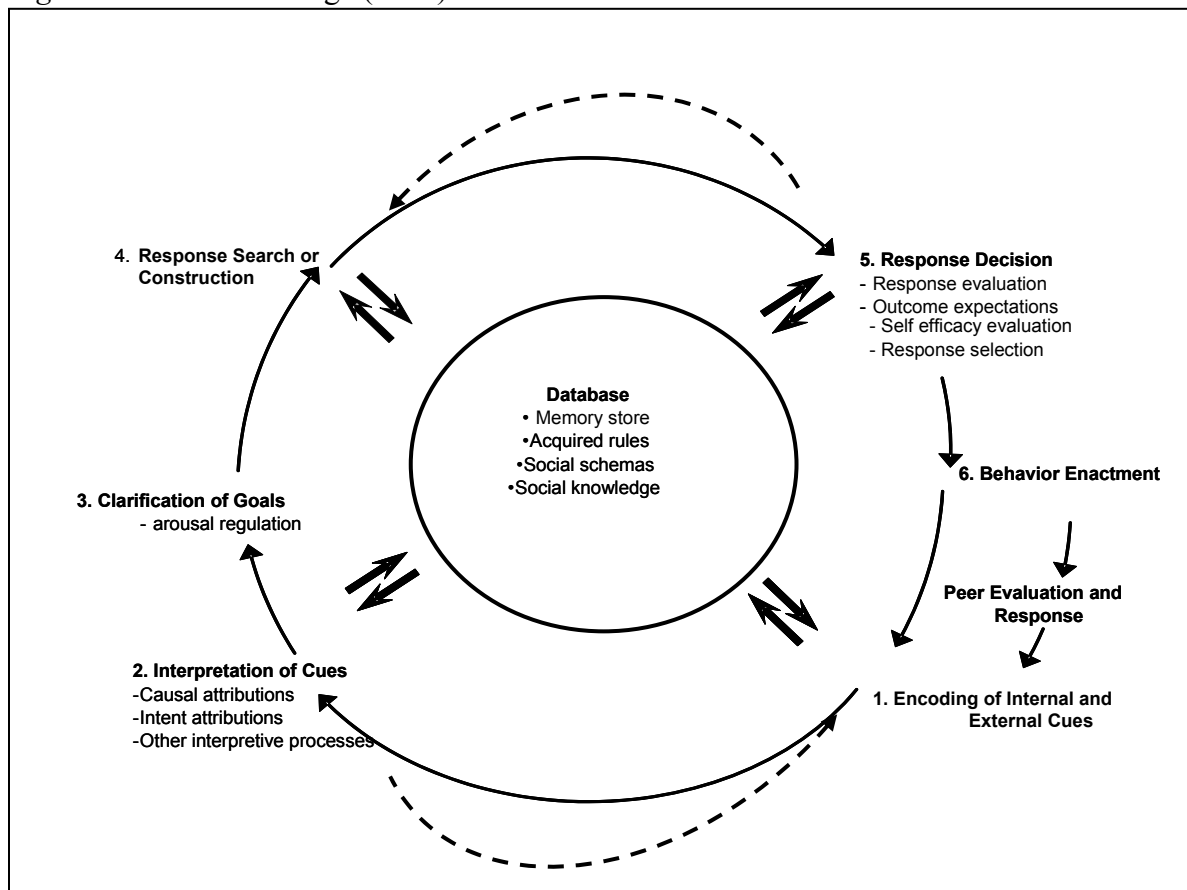 4. Response Search or
Construction
5. Response Decision
- Response evaluation
- Outcome expectations
- Self efficacy evaluation
- Response selection
Database
• Memory store
•Acquired rules
•Social schemas
•Social knowledge
3. Clarification of Goals
- arousal regulation
6. Behavior Enactment
Peer Evaluation and
Response
2. Interpretation of Cues
-Causal attributions
-Intent attributions
-Other interpretive processes
1. Encoding of Internal and
External Cues